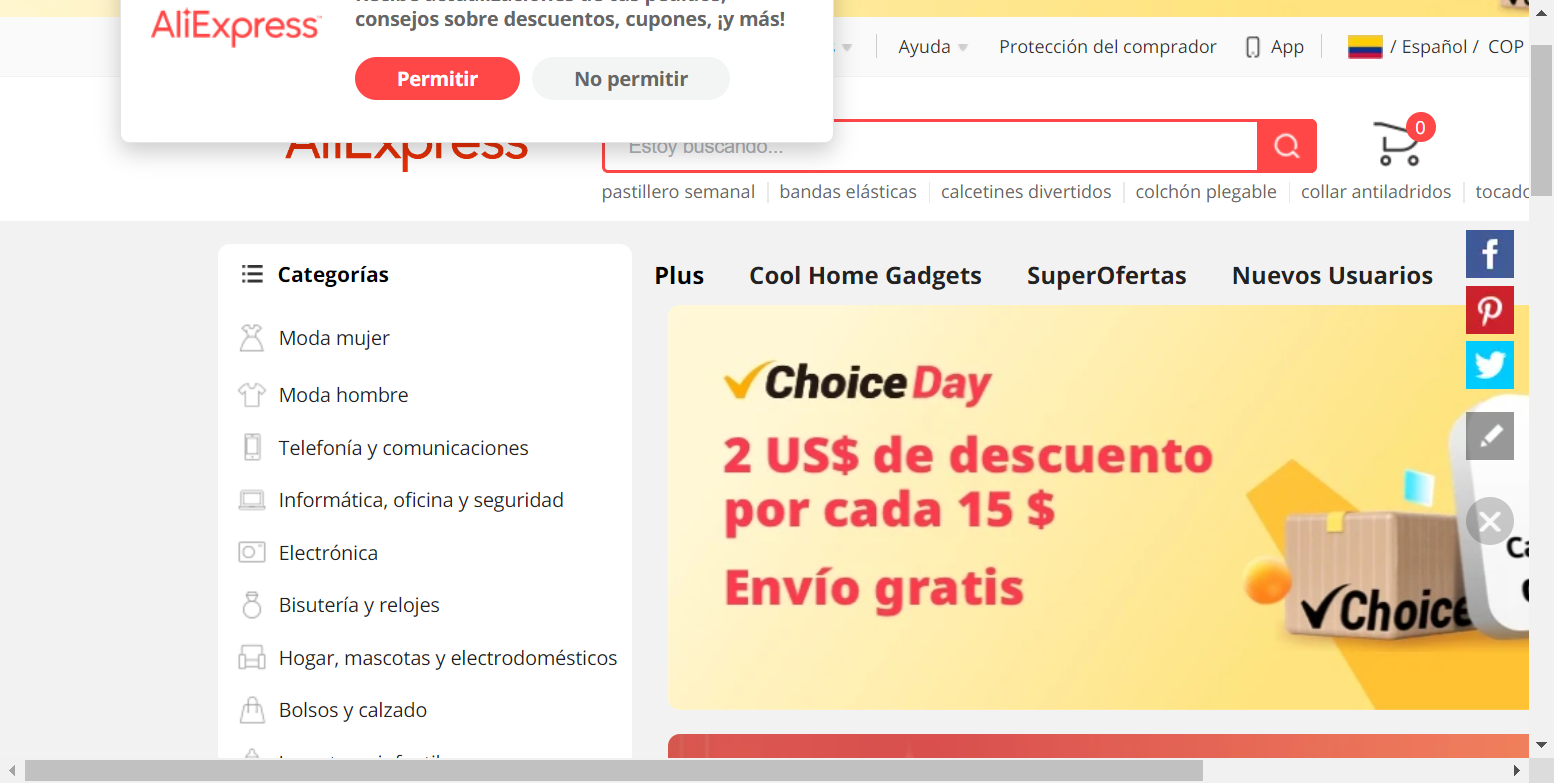 AliExpress
consejos sobre descuentos, cupones, ¡y más!
Permitir
No permitir
Ayuda
Protección del comprador
App
/ Español / COP
AliExpress
Estoy buscando...
0
pastillero semanal
bandas elásticas
calcetines divertidos
colchón plegable
collar antiladridos
Categorías
Plus
Cool Home Gadgets
SuperOfertas
Nuevos Usuarios
Moda mujer
Moda hombre
Telefonía y comunicaciones
Informática, oficina y seguridad
Electrónica
Bisutería y relojes
Hogar, mascotas y electrodomésticos
Bolsos y calzado
Choice Day
2 US$ de descuento
por cada 15 $
Envío gratis
Choice